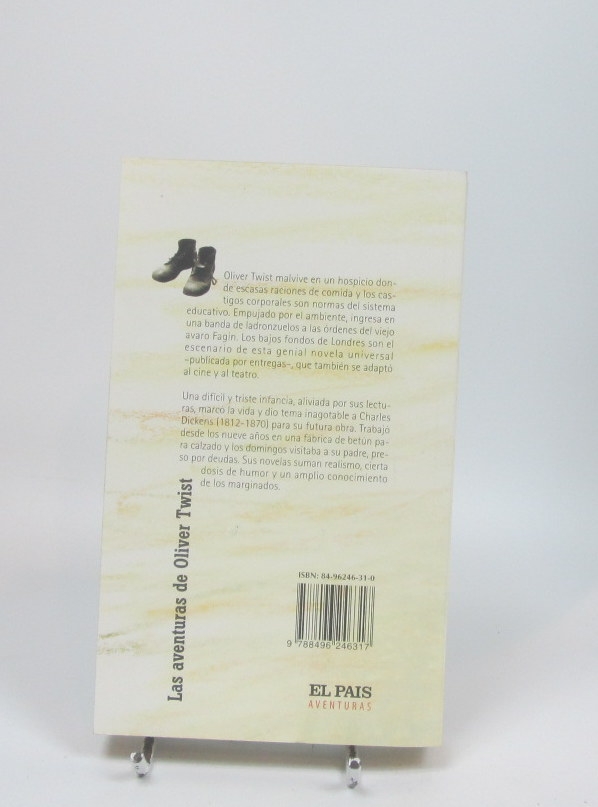 Oliver Twist malvive en un hospicio don-
de escasas raciones de comida y los cas-
tigos corporales son normas del sistema
educativo. Empujado por el ambiente, ingresa en
una banda de ladronzuelos a las órdenes del viejo
avaro Fagin. Los bajos fondos de Londres son el
escenario de esta genial novela universal
-publicada por entregas-, que también se adaptó
al cine y al teatro.
Una difícil y triste infancia, aliviada por sus lectu-
ras, marcó la vida y dio tema inagotable a Charles
Dickens (1812-1870) para su futura obra. Trabajó
desde los nueve años en una fábrica de betún pa-
ra calzado y los domingos visitaba a su padre, pre-
so por deudas. Sus novelas suman realismo, cierta
dosis de humor y un amplio conocimiento
de los marginados.
Las aventuras de Oliver Twist
ISBN: 84-96246-31-0
9 788496 246317
EL PAIS
AVENTURAS